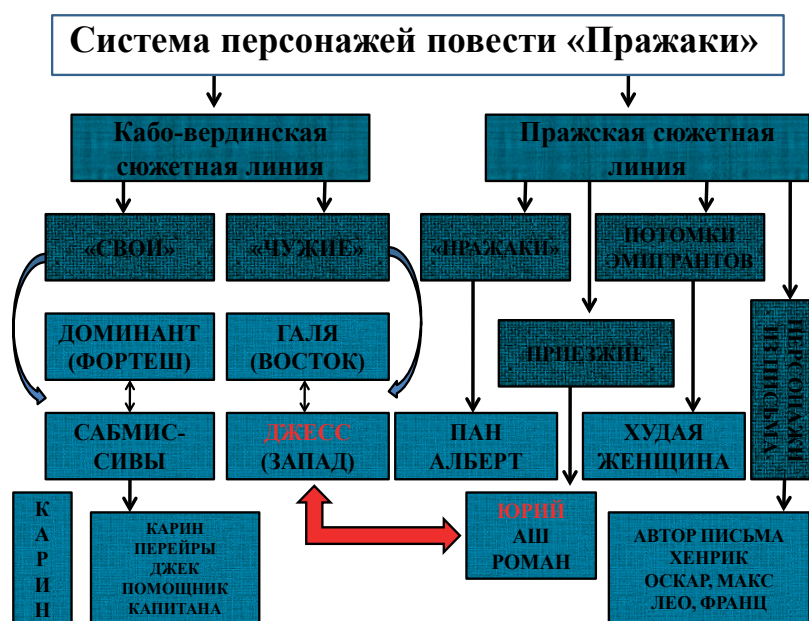 Система персонажей повести «Пражаки»
Кабо-вердинская
сюжетная линия
Пражская сюжетная
линия
«СВОИ»
«ЧУЖИЕ»
«ПРАЖАКИ»
ПОТОМКИ
ЭМИГРАНТОВ
ДОМИНАНТ
(ФОРТЕШ)
ГАЛЯ
(ВОСТОК)
ПРИЕЗЖИЕ
ПЕРСОНАЖИ
ИЗ ПИСЬМА
САБМИС-
СИВЫ
ДЖЕСС
(ЗАПАД)
ПАН
АЛБЕРТ
ХУДАЯ
ЖЕНЩИНА
К
А
Р
И
Н
КАРИН
ПЕРЕЙРЫ
ДЖЕК
ПОМОЩНИК
КАПИТАНА
ЮРИЙ
АШ
РОМАН
АВТОР ПИСЬМА
ХЕНРИК
ОСКАР, МАКС
ЛЕО, ФРАНЦ